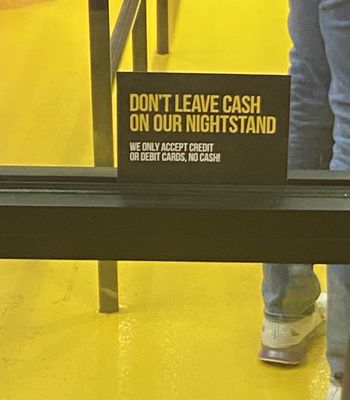 DON'T LEAVE CASH
ON OUR NIGHTSTAND
WE ONLY ACCEPT CREDIT
OR DEBIT CARDS, NO CASH!